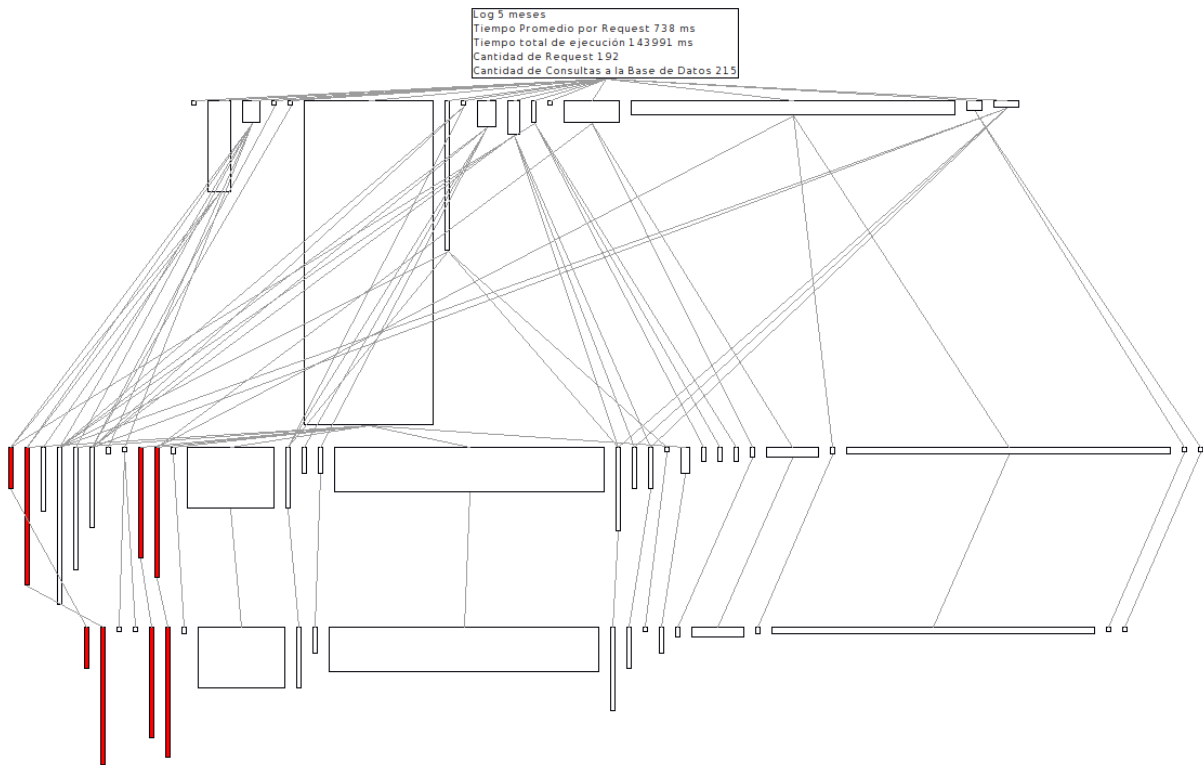 Log 5 meses
Tiempo Promedio por Request 738 ms
Tiempo total de ejecución 143991 ms
Cantidad de Request 192
Cantidad de Consultas a la Base de Datos 215